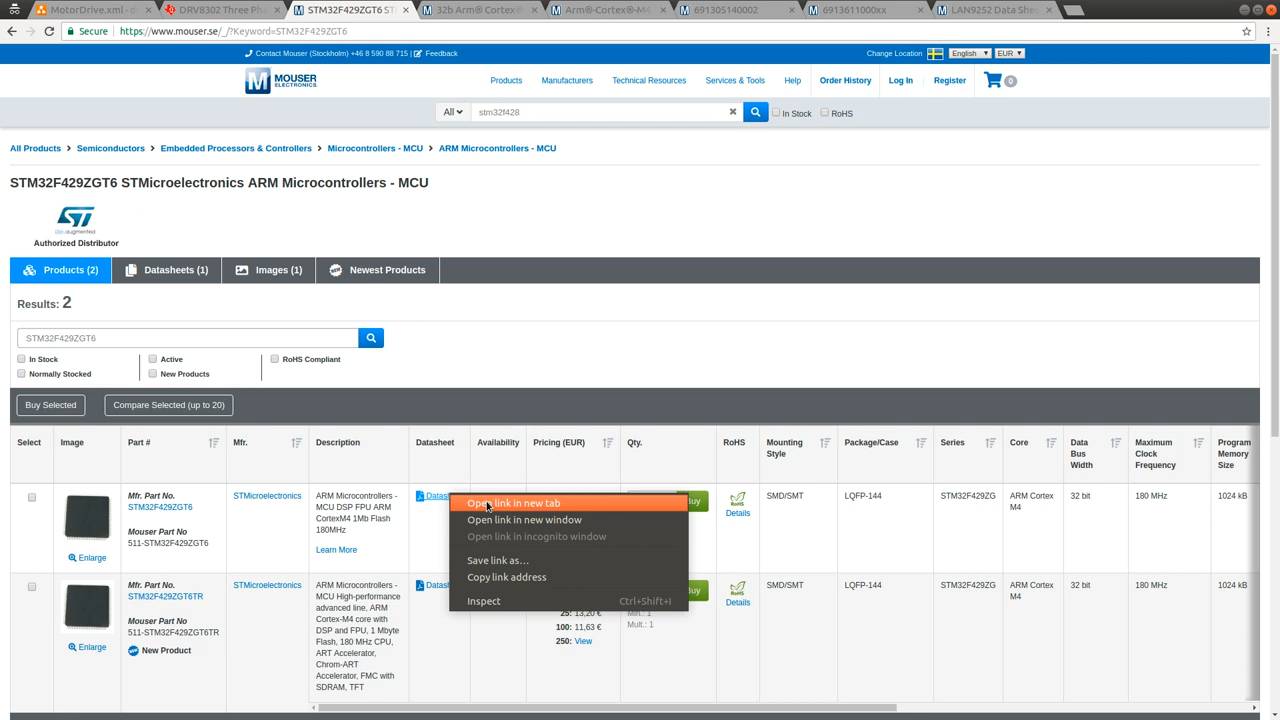 MotorDrive.xml - d
DRV8302 Three Ph
STM32F429ZGT6 ST
32b Arm® Cortex®
Arm®-Cortex®-M4
691305140002
6913611000xx
LAN9252 Data She
Secure
https://www.mouser.se/_/?Keyword=STM32F429ZGT6
Contact Mouser (Stockholm) +46 8 590 88 715 | Feedback
Change Location English EUR
MOUSER ELECTRONICS
Products Manufacturers Technical Resources Services & Tools Help Order History Log In Register 0
All stm32f428 In Stock RoHS
All Products Semiconductors Embedded Processors & Controllers Microcontrollers - MCU ARM Microcontrollers - MCU
STM32F429ZGT6 STMicroelectronics ARM Microcontrollers - MCU
ST
life.augmented
Authorized Distributor
Products (2) Datasheets (1) Images (1) Newest Products
Results: 2
STM32F429ZGT6
In Stock Active RoHS Compliant
Normally Stocked New Products
Buy Selected Compare Selected (up to 20)
Select Image Part # Mfr. Description Datasheet Availability Pricing (EUR) Qty. RoHS Mounting Style Package/Case Series Core Data Bus Width Maximum Clock Frequency Program Memory Size
Enlarge
Mfr. Part No.
STM32F429ZGT6
Mouser Part No
511-STM32F429ZGT6
STMicroelectronics
ARM Microcontrollers -
MCU DSP FPU ARM
CortexM4 1Mb Flash
180MHz
Learn More
Datas
Buy
RoHS
Details
SMD/SMT
LQFP-144
STM32F429ZG
ARM Cortex
M4
32 bit
180 MHz
1024 kB
Open link in new tab
Open link in new window
Open link in incognito window
Save link as…
Copy link address
Inspect Ctrl+Shift+I
Enlarge
Mfr. Part No.
STM32F429ZGT6TR
Mouser Part No
511-STM32F429ZGT6TR
New Product
STMicroelectronics
ARM Microcontrollers -
MCU High-performance
advanced line, ARM
Cortex-M4 core with
DSP and FPU, 1 Mbyte
Flash, 180 MHz CPU,
ART Accelerator,
Chrom-ART
Accelerator, FMC with
SDRAM, TFT
Datas
25: 13,20 €
100: 11,63 €
250: View
Buy
Min.: 1
Mult.: 1
RoHS
Details
SMD/SMT
LQFP-144
STM32F429ZG
ARM Cortex
M4
32 bit
180 MHz
1024 kB